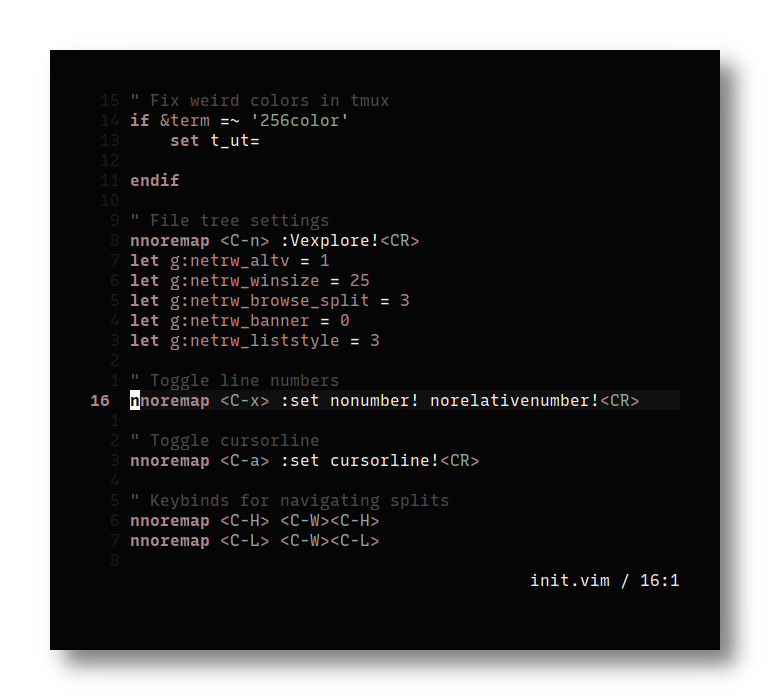 15 " Fix weird colors in tmux
14 if &term =~ '256color'
13     set t_ut=
12
11 endif
10
9 " File tree settings
8 nnoremap <C-n> :Vexplore!<CR>
7 let g:netrw_altv = 1
6 let g:netrw_winsize = 25
5 let g:netrw_browse_split = 3
4 let g:netrw_banner = 0
3 let g:netrw_liststyle = 3
2
1 " Toggle line numbers
16 nnoremap <C-x> :set nonumber! norelativenumber!<CR>
1
2 " Toggle cursorline
3 nnoremap <C-a> :set cursorline!<CR>
4
5 " Keybinds for navigating splits
6 nnoremap <C-H> <C-W><C-H>
7 nnoremap <C-L> <C-W><C-L>
8
init.vim / 16:1